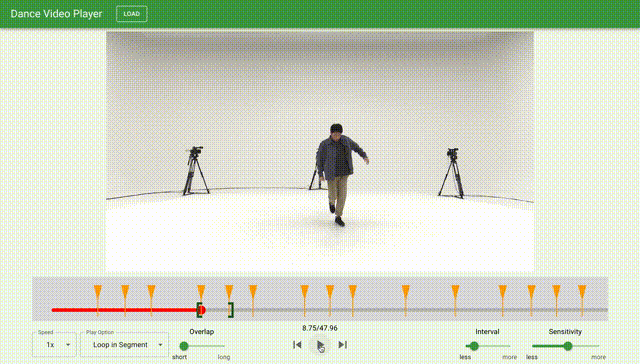 Dance Video Player
LOAD
8.75/47.96
Speed
1x
Play Option
Loop in Segment
Overlap
short
long
Interval
less
more
Sensitivity
less
more